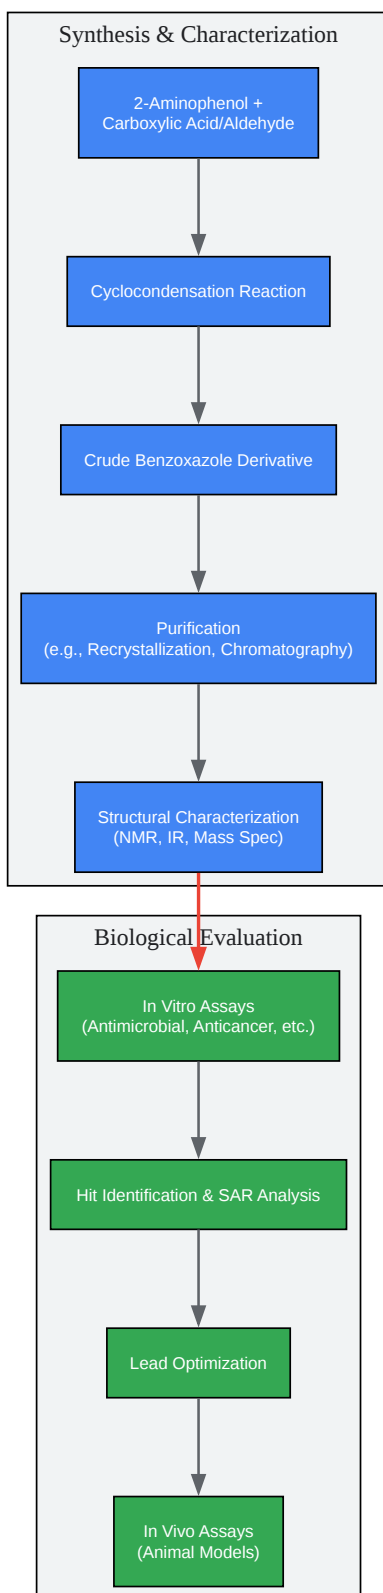 Synthesis & Characterization
2-Aminophenol +
Carboxylic Acid/Aldehyde
Cyclocondensation Reaction
Crude Benzoxazole Derivative
Purification
(e.g., Recrystallization, Chromatography)
Structural Characterization
(NMR, IR, Mass Spec)
Biological Evaluation
In Vitro Assays
(Antimicrobial, Anticancer, etc.)
Hit Identification & SAR Analysis
Lead Optimization
In Vivo Assays
(Animal Models)